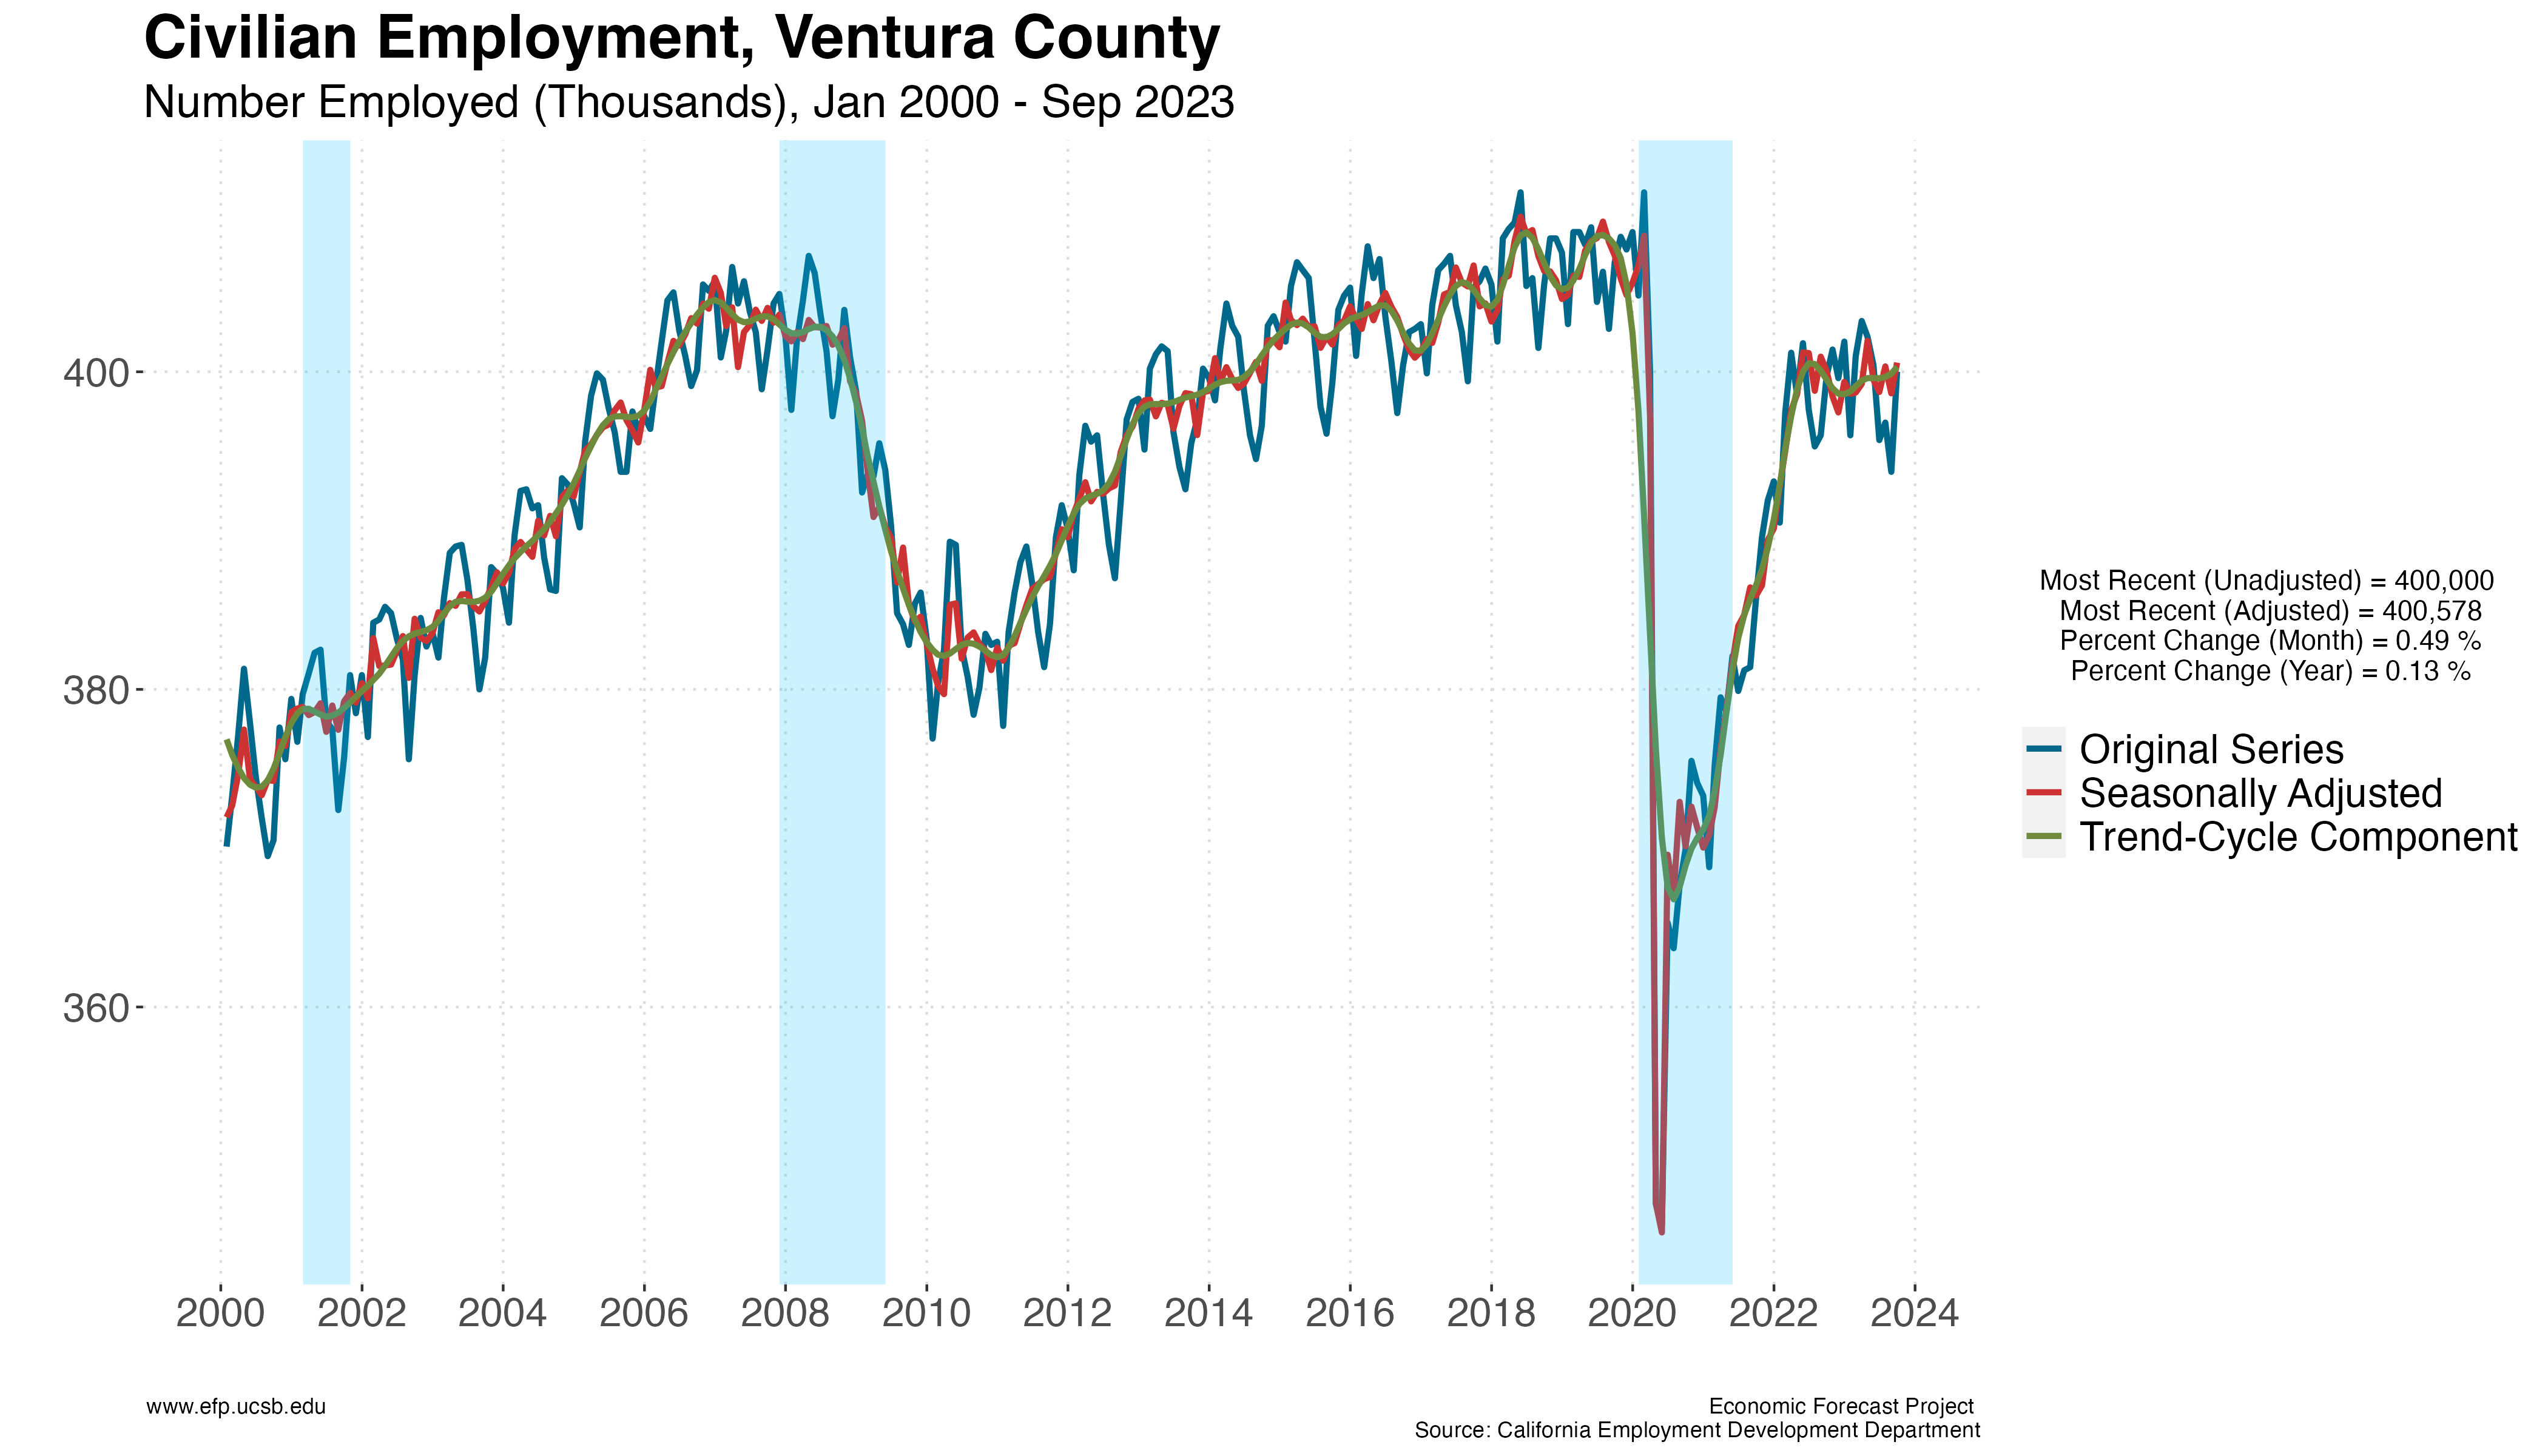 Civilian Employment, Ventura County
Number Employed (Thousands), Jan 2000 - Sep 2023
400
380
360
2000 2002 2004 2006 2008 2010 2012 2014 2016 2018 2020 2022 2024
Most Recent (Unadjusted) = 400,000
Most Recent (Adjusted) = 400,578
Percent Change (Month) = 0.49 %
Percent Change (Year) = 0.13 %
Original Series
Seasonally Adjusted
Trend-Cycle Component
www.efp.ucsb.edu
Economic Forecast Project
Source: California Employment Development Department